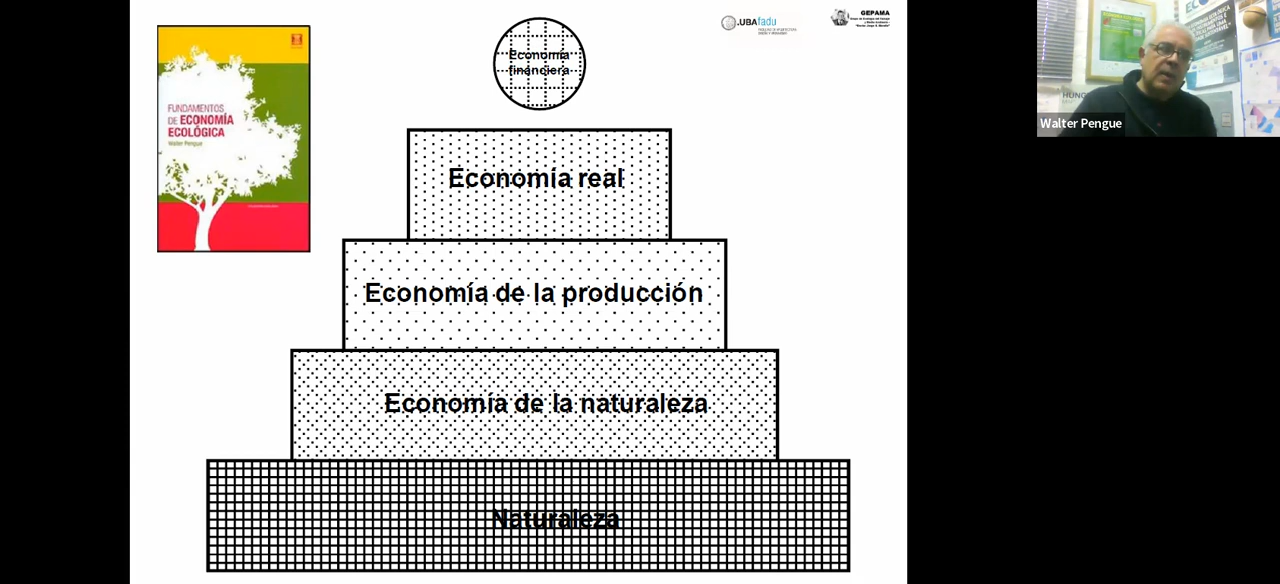 FUNDAMENTOS
DE ECONOMÍA
ECOLÓGICA
Walter Pengue
.UBAfadu
GEPAMA
Economía
financiera
Economía real
Economía de la producción
Economía de la naturaleza
Naturaleza
Walter Pengue